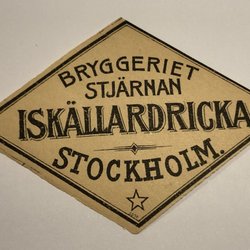 BRYGGERIET
STJÄRNAN
ISKÄLLARDRICKA
STOCKHOLM.